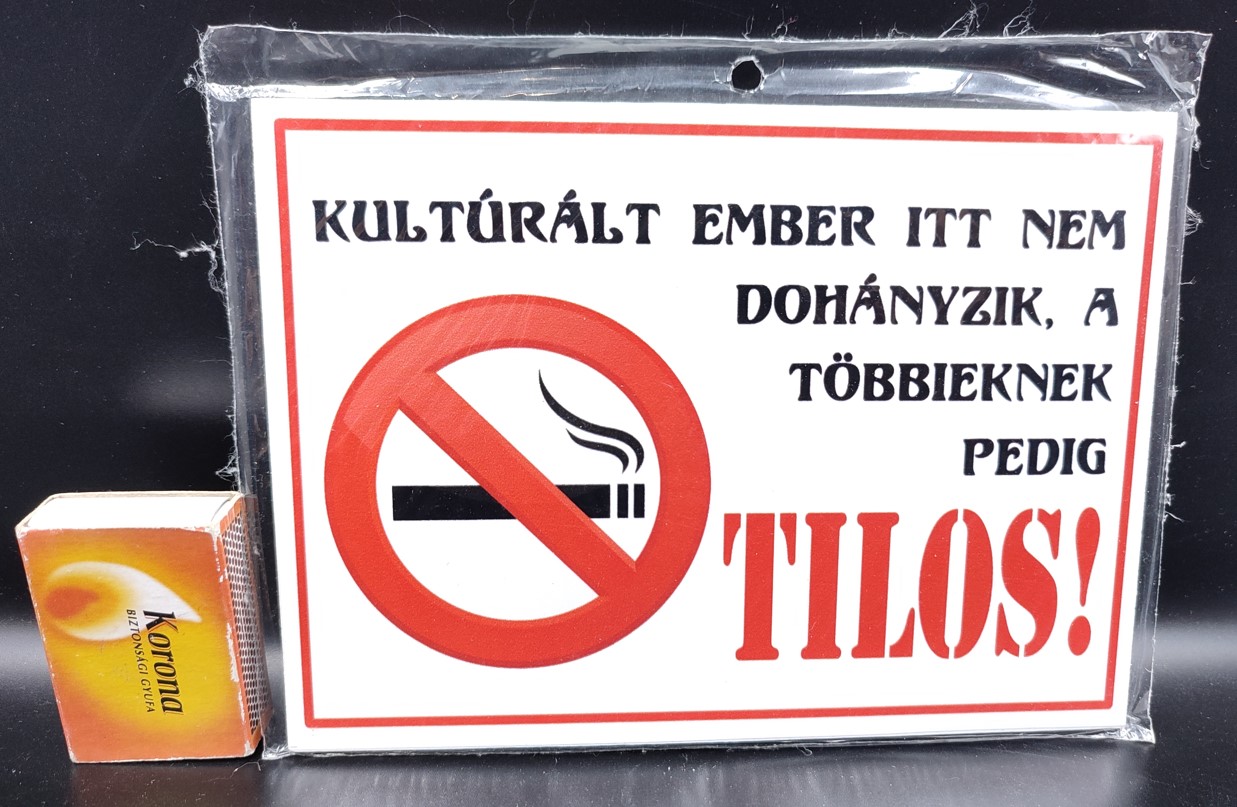 KULTÚRÁLT EMBER ITT NEM
DOHÁNYZIK, A
TÖBBIEKNEK
PEDIG
TILOS!
Korona
BIZTONSÁGI GYUFA